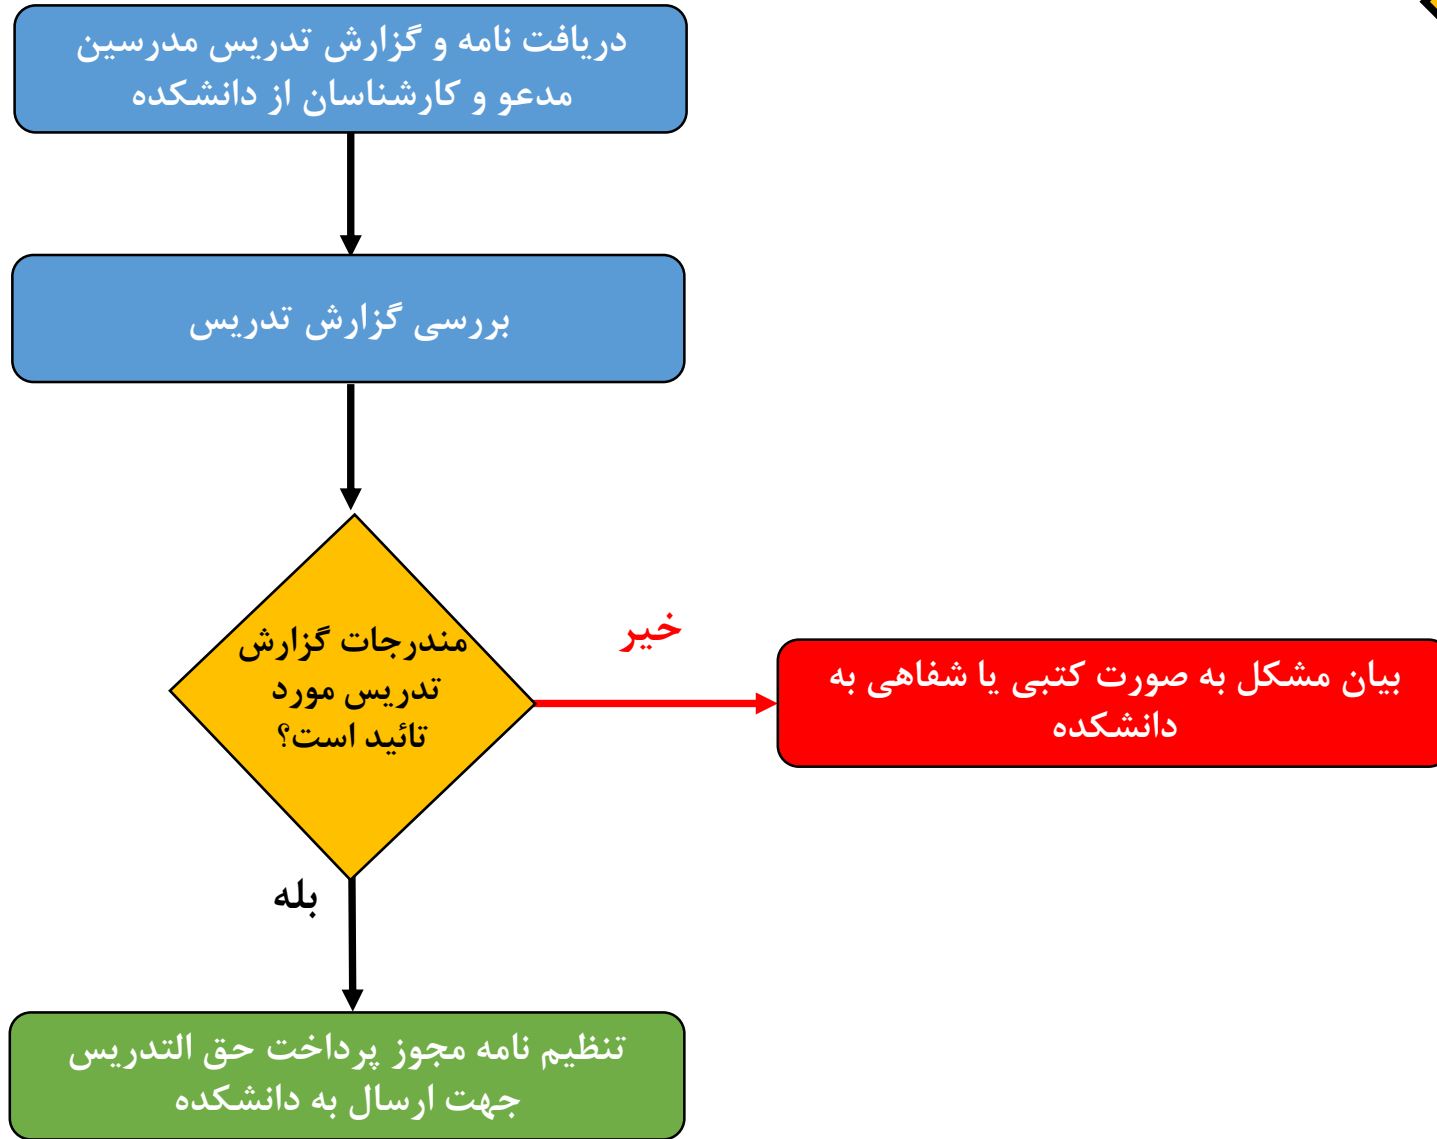 دریافت نامه و گزارش تدریس مدرسین
مدعو و کارشناسان از دانشکده
بررسی گزارش تدریس
مندرجات گزارش
تدریس مورد
تائید است؟
خیر
بیان مشکل به صورت کتبی یا شفاهی به
دانشکده
بله
تنظیم نامه مجوز پرداخت حق التدریس
جهت ارسال به دانشکده